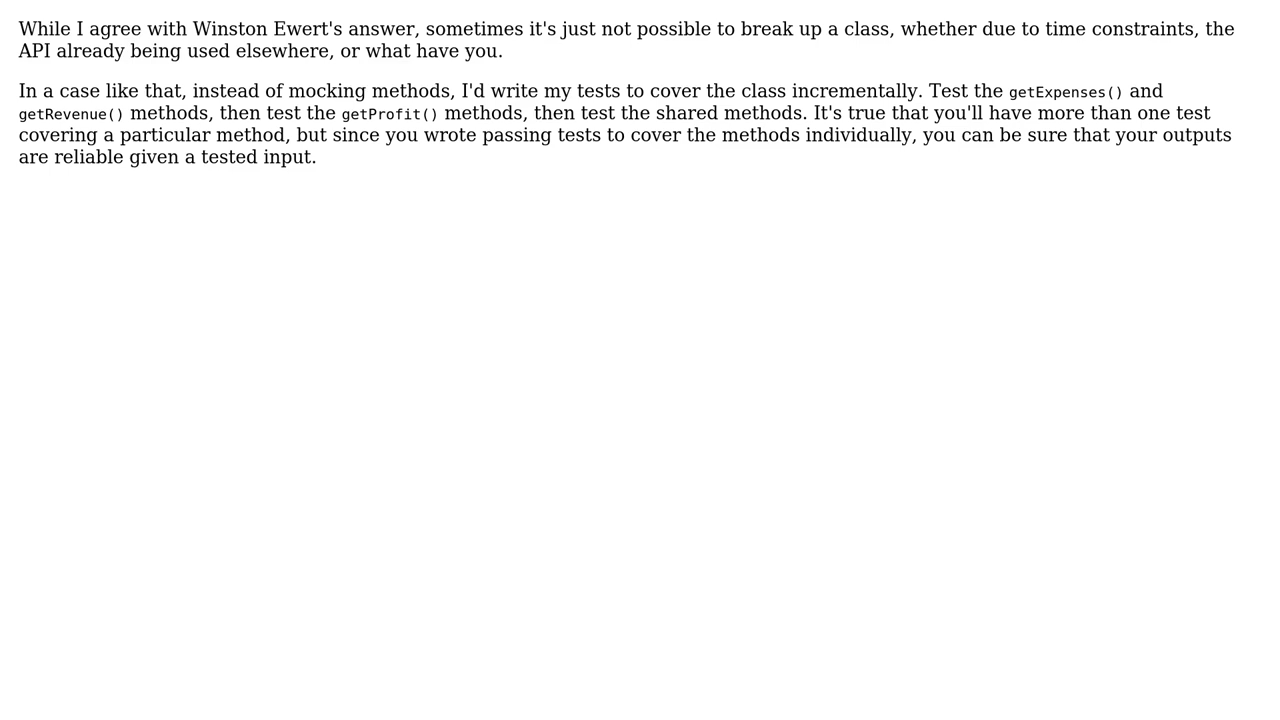 While I agree with Winston Ewert's answer, sometimes it's just not possible to break up a class, whether due to time constraints, the
API already being used elsewhere, or what have you.
In a case like that, instead of mocking methods, I'd write my tests to cover the class incrementally. Test the getExpenses() and
getRevenue() methods, then test the getProfit() methods, then test the shared methods. It's true that you'll have more than one test
covering a particular method, but since you wrote passing tests to cover the methods individually, you can be sure that your outputs
are reliable given a tested input.